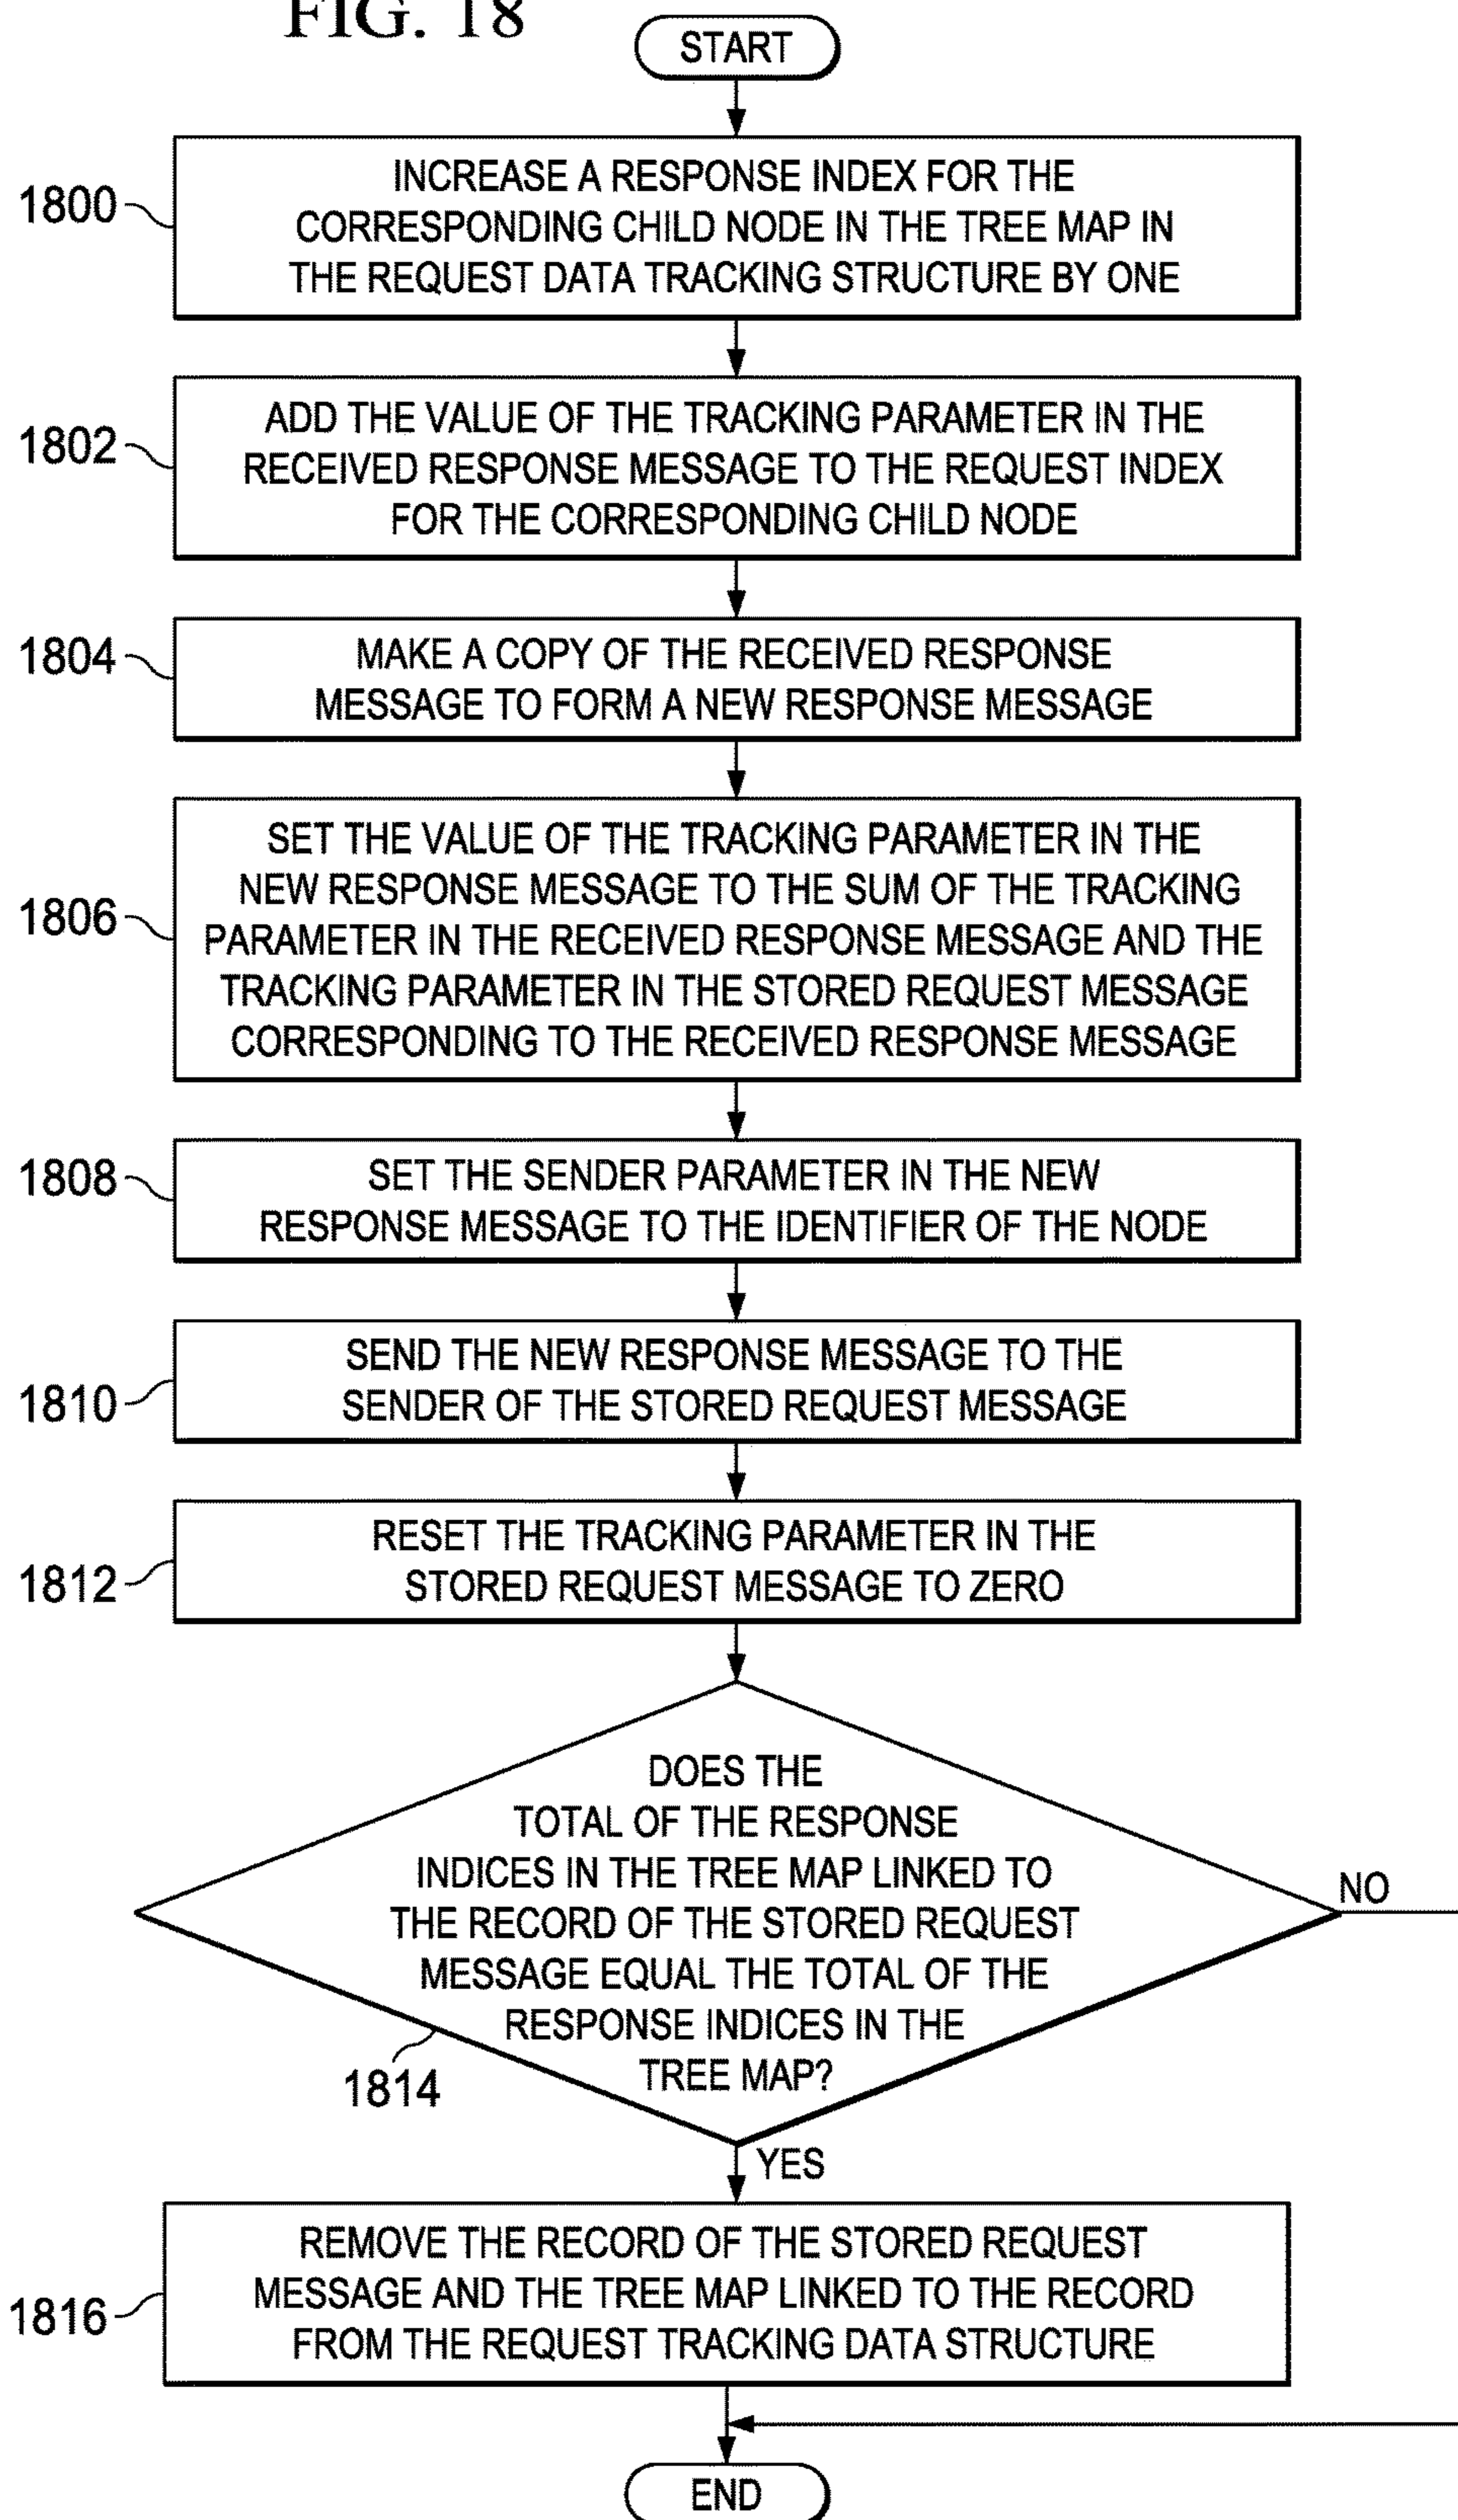 FIG. 18
START
1800
INCREASE A RESPONSE INDEX FOR THE
CORRESPONDING CHILD NODE IN THE TREE MAP IN
THE REQUEST DATA TRACKING STRUCTURE BY ONE
1802
ADD THE VALUE OF THE TRACKING PARAMETER IN THE
RECEIVED RESPONSE MESSAGE TO THE REQUEST INDEX
FOR THE CORRESPONDING CHILD NODE
1804
MAKE A COPY OF THE RECEIVED RESPONSE
MESSAGE TO FORM A NEW RESPONSE MESSAGE
1806
SET THE VALUE OF THE TRACKING PARAMETER IN THE
NEW RESPONSE MESSAGE TO THE SUM OF THE TRACKING
PARAMETER IN THE RECEIVED RESPONSE MESSAGE AND THE
TRACKING PARAMETER IN THE STORED REQUEST MESSAGE
CORRESPONDING TO THE RECEIVED RESPONSE MESSAGE
1808
SET THE SENDER PARAMETER IN THE NEW
RESPONSE MESSAGE TO THE IDENTIFIER OF THE NODE
1810
SEND THE NEW RESPONSE MESSAGE TO THE
SENDER OF THE STORED REQUEST MESSAGE
1812
RESET THE TRACKING PARAMETER IN THE
STORED REQUEST MESSAGE TO ZERO
DOES THE
TOTAL OF THE RESPONSE
INDICES IN THE TREE MAP LINKED TO
THE RECORD OF THE STORED REQUEST
MESSAGE EQUAL THE TOTAL OF THE
RESPONSE INDICES IN THE
TREE MAP?
NO
1814
YES
1816
REMOVE THE RECORD OF THE STORED REQUEST
MESSAGE AND THE TREE MAP LINKED TO THE RECORD
FROM THE REQUEST TRACKING DATA STRUCTURE
END